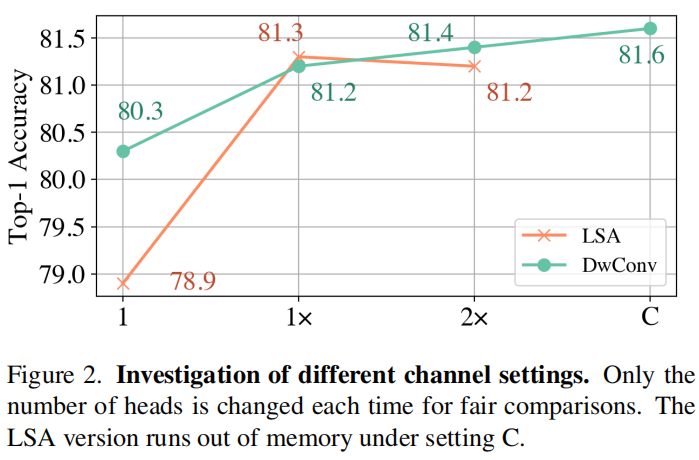 81.5
81.0
80.5
80.0
79.5
79.0
Top-1 Accuracy
81.3
81.4
81.6
80.3
81.2
81.2
78.9
LSA
DwConv
1
1×
2×
C
Figure 2. Investigation of different channel settings. Only the
number of heads is changed each time for fair comparisons. The
LSA version runs out of memory under setting C.